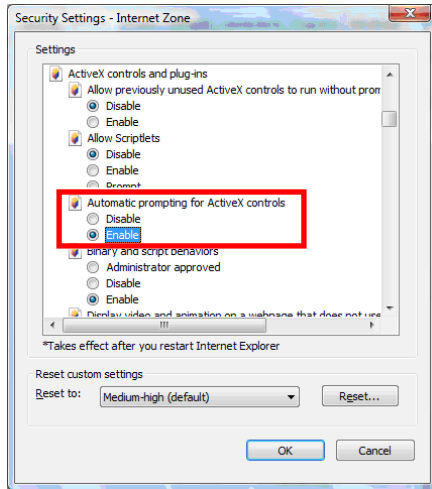 Security Settings - Internet Zone
Settings
ActiveX controls and plug-ins
Allow previously unused ActiveX controls to run without prom
Disable
Enable
Allow Scriptlets
Disable
Enable
Prompt
Automatic prompting for ActiveX controls
Disable
Enable
Binary and script behaviors
Administrator approved
Disable
Enable
Display video and animation on a webpage that does not use
*Takes effect after you restart Internet Explorer
Reset custom settings
Reset to: Medium-high (default) Reset...
OK Cancel